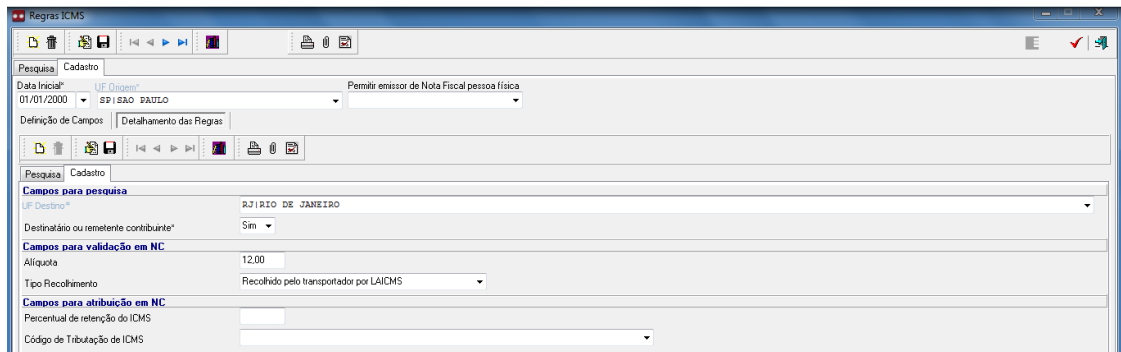 Regras ICMS
Pesquisa Cadastro
Data Inicial* UF Origem* Permitir emissor de Nota Fiscal pessoa física
01/01/2000 SP|SAO PAULO
Definição de Campos Detalhamento das Regras
Pesquisa Cadastro
Campos para pesquisa
UF Destino* RJ|RIO DE JANEIRO
Destinatário ou remetente contribuinte* Sim
Campos para validação em NC
Alíquota 12,00
Tipo Recolhimento Recolhido pelo transportador por LAICMS
Campos para atribuição em NC
Percentual de retenção do ICMS
Código de Tributação de ICMS